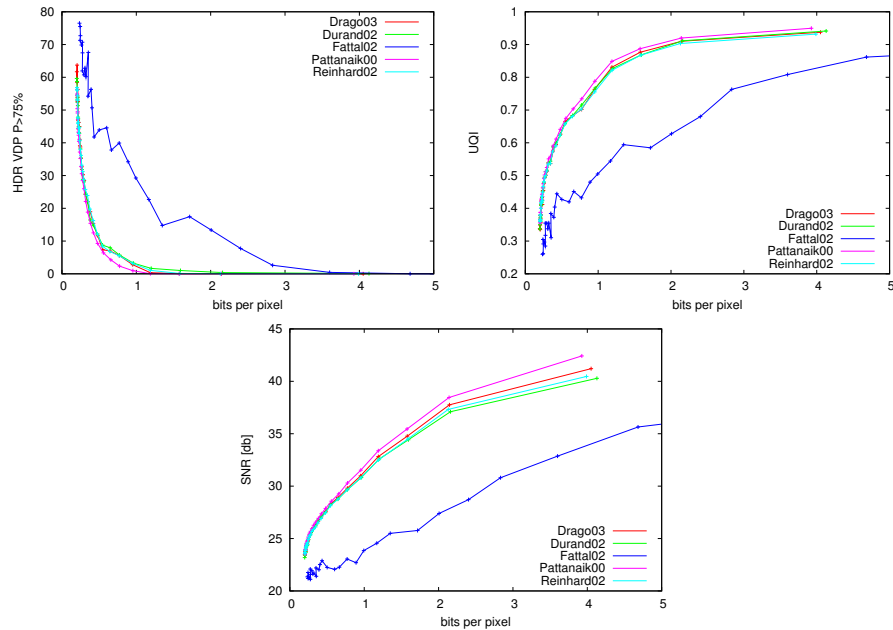 HDR VDP P>75%
80
70
60
50
40
30
20
10
0
0 1 2 3 4 5
bits per pixel
Drago03
Durand02
Fattal02
Pattanaik00
Reinhard02
UQI
1
0.9
0.8
0.7
0.6
0.5
0.4
0.3
0.2
0 1 2 3 4 5
bits per pixel
Drago03
Durand02
Fattal02
Pattanaik00
Reinhard02
SNR [db]
45
40
35
30
25
20
0 1 2 3 4 5
bits per pixel
Drago03
Durand02
Fattal02
Pattanaik00
Reinhard02